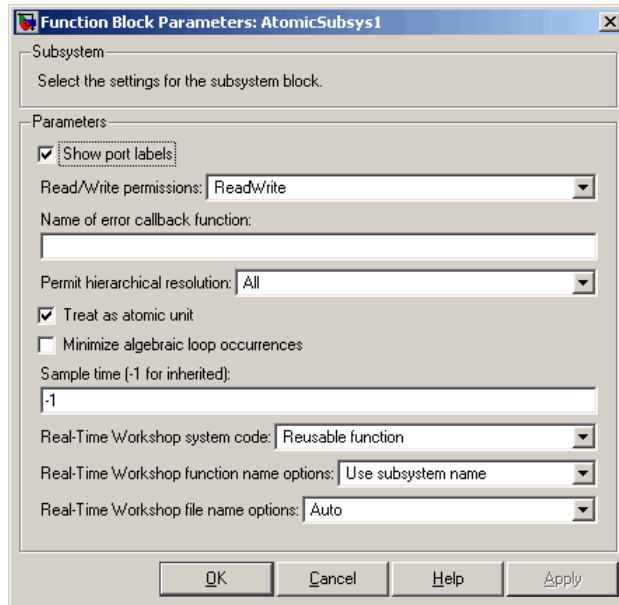 Function Block Parameters: AtomicSubsys1
Subsystem
Select the settings for the subsystem block.
Parameters
Show port labels
Read/Write permissions: ReadWrite
Name of error callback function:
Permit hierarchical resolution: All
Treat as atomic unit
Minimize algebraic loop occurrences
Sample time (-1 for inherited):
-1
Real-Time Workshop system code: Reusable function
Real-Time Workshop function name options: Use subsystem name
Real-Time Workshop file name options: Auto
OK Cancel Help Apply